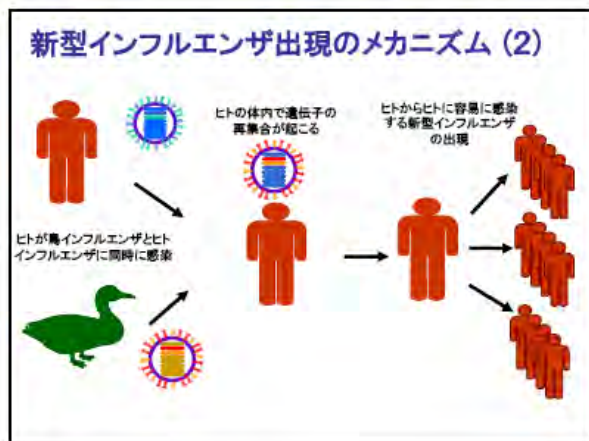 新型インフルエンザ出現のメカニズム (2)
ヒトの体内で遺伝子の
再集合が起こる
ヒトからヒトに容易に感染
する新型インフルエンザ
の出現
ヒトが鳥インフルエンザとヒト
インフルエンザに同時に感染